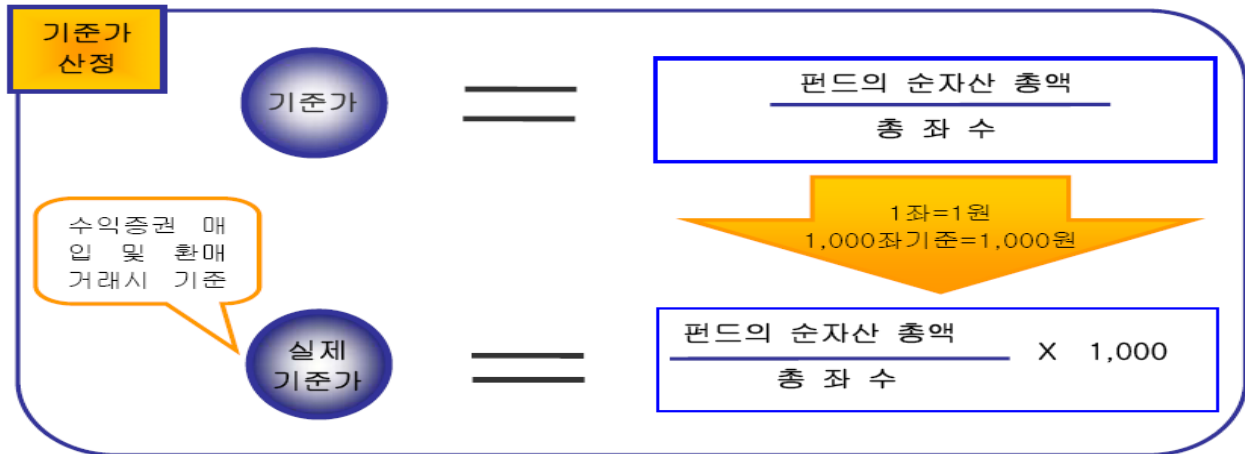 기준가
산정
기준가
펀드의 순자산 총액
총 좌 수
1좌=1원
1,000좌기준=1,000원
수익증권 매
입 및 환매
거래시 기준
실제
기준가
펀드의 순자산 총액
총 좌 수
X 1,000